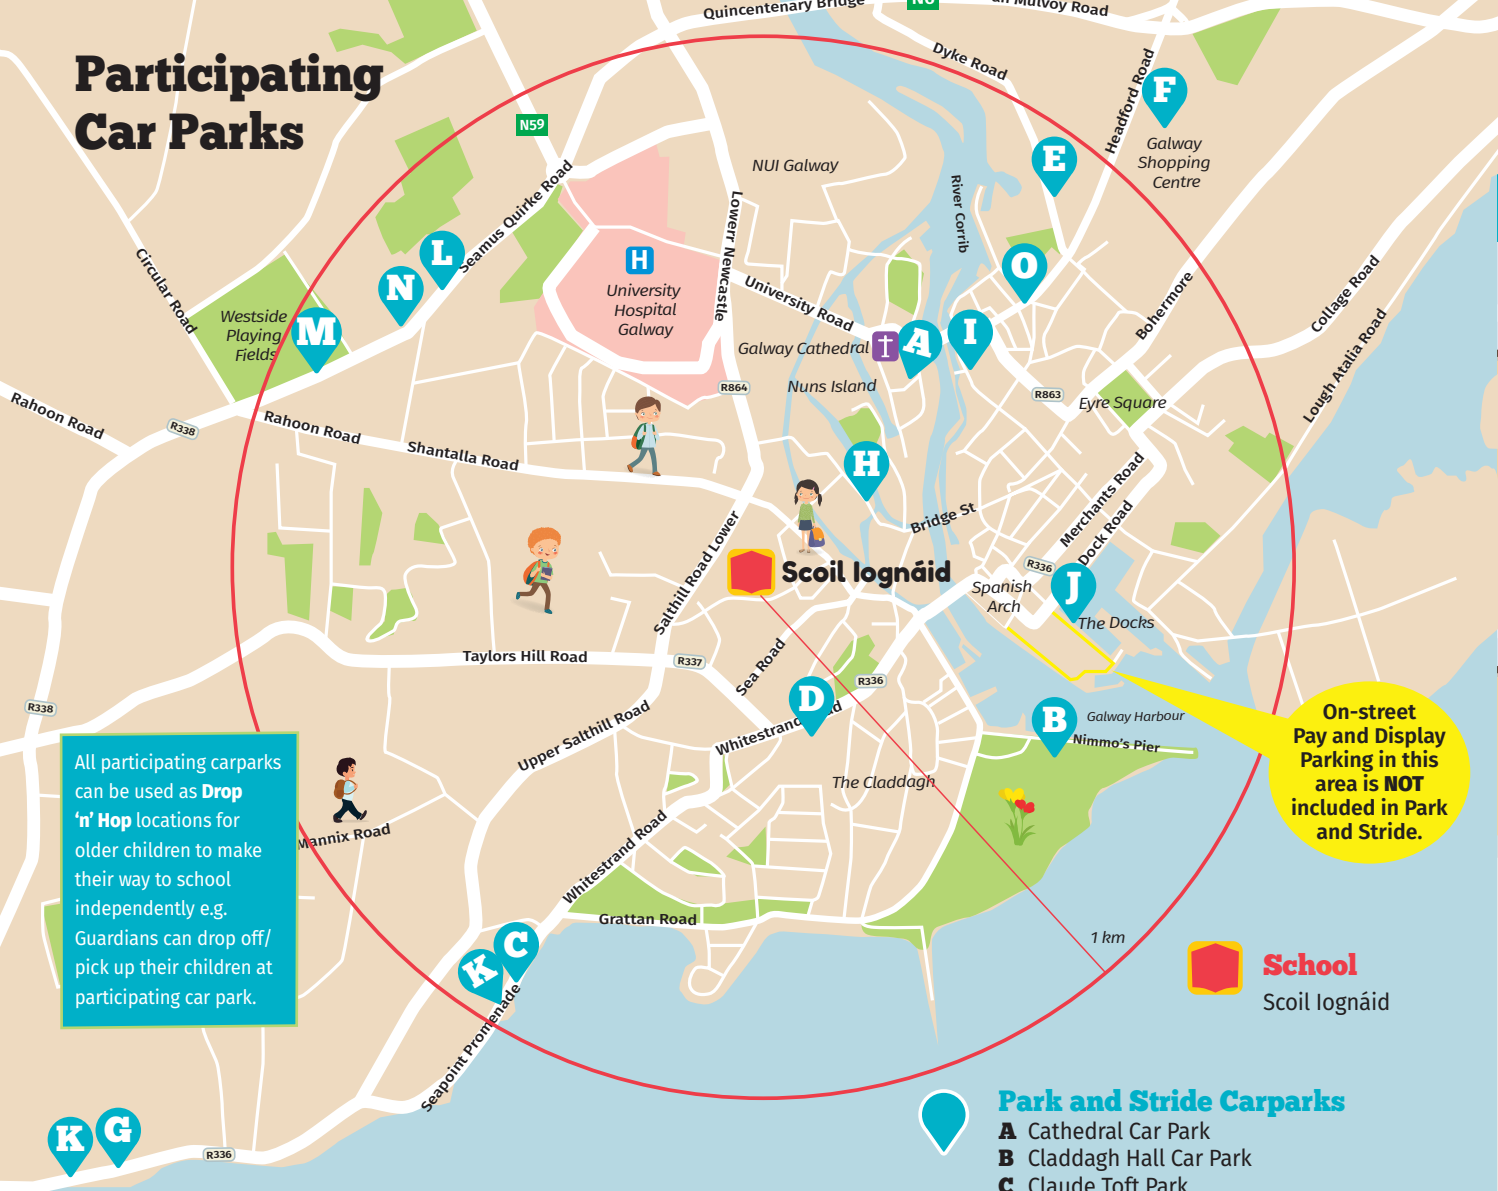 Participating
Car Parks
Quincentenary Bridge
N6
Mulvoy Road
Dyke Road
Headford Road
F
Galway
Shopping
Centre
N59
E
NUI Galway
River Corrib
Seamus Quirke Road
Lowerr Newcastle
L
N
H
University
Hospital
Galway
University Road
O
Circular Road
Westside
Playing
Fields
M
Galway Cathedral
A
I
Bohermore
Collage Road
Lough Atalia Road
Nuns Island
R864
R863
Eyre Square
Rahoon Road
R338
Rahoon Road
Shantalla Road
H
Bridge St
Merchants Road
Dock Road
Salthill Road Lower
Scoil Iognáid
R336
Spanish
Arch
J
The Docks
Taylors Hill Road
R337
Sea Road
R336
R338
D
Whitestrand Road
B
Galway Harbour
Nimmo's Pier
Upper Salthill Road
The Claddagh
On-street
Pay and Display
Parking in this
area is NOT
included in Park
and Stride.
All participating carparks
can be used as Drop
‘n’ Hop locations for
older children to make
their way to school
independently e.g.
Guardians can drop off/
pick up their children at
participating car park.
Mannix Road
Whitestrand Road
Grattan Road
1 km
C
K
Seapoint Promenade
School
Scoil Iognáid
K
G
R336
Park and Stride Carparks
A Cathedral Car Park
B Claddagh Hall Car Park
C Claude Toft Park